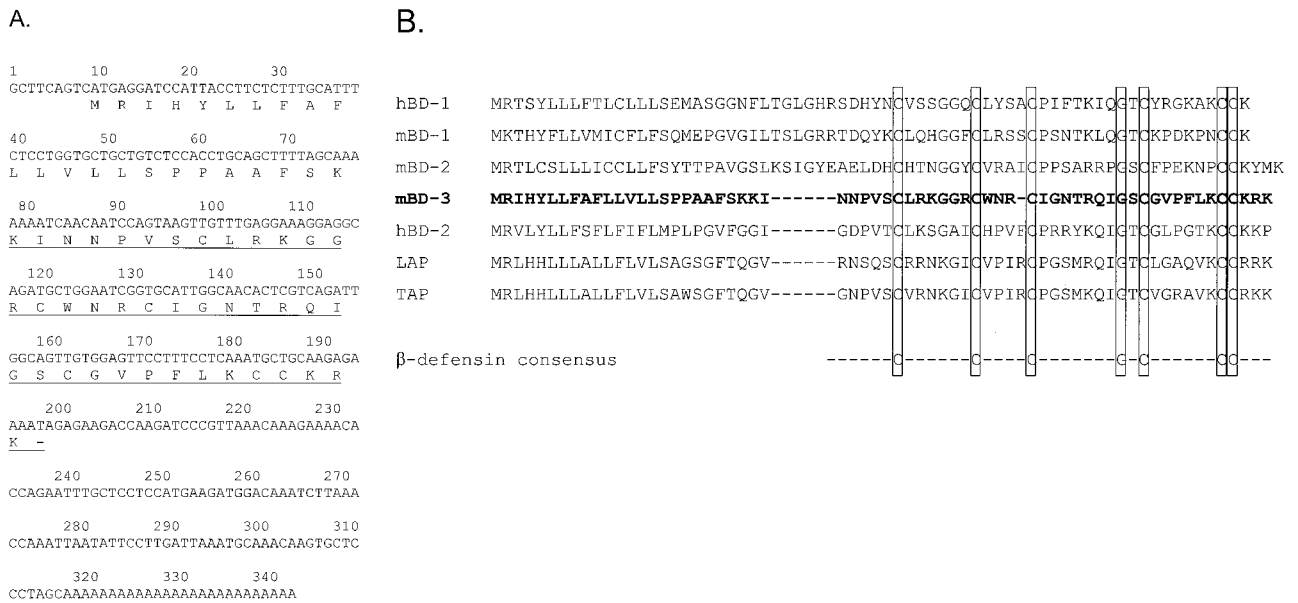 A.
1 10 20 30
GCTTCAGTCATGAGGATCCATTACCTTCTCTTTGCATTT
M R I H Y L L F A F
40 50 60 70
CTCCTGGTGCTGCTGTCTCCACCTGCAGCTTTTAGCAAA
L L V L L S P P A A F S K
80 90 100 110
AAAATCAACAATCCAGTAAGTTGTTTGAGGAAAGGAGGC
K I N N P V S C L R K G G
120 130 140 150
AGATGCTGGAATCGGTGCATTGGCAACACTCGTCAGATT
R C W N R C I G N T R Q I
160 170 180 190
GGCAGTTGTGGAGTTCCTTTCCTCAAATGCTGCAAGAGA
G S C G V P F L K C C K R
200 210 220 230
AAATAGAGAAGACCAAGATCCCGTTAAACAAAGAAAACA
K -
240 250 260 270
CCAGAATTTGCTCCTCCATGAAGATGGACAAATCTTAAA
280 290 300 310
CCAAATTAATATTCCTTGATTAAATGCAAACAAGTGCTC
320 330 340
CCTAGCAAAAAAAAAAAAAAAAAAAAAAAAAA
B.
hBD-1 MRTSYLLLFTLCLLLSEMASGGNFLTGLGHRSDHYNCVSSGGQCLYSACPIFTKIQGTCYRGKAKCCK
mBD-1 MKTHYFLLVMICFLFSQMEPGVGILTSLGRRTDQYKCLQHGGFCLRSSCPSNTKLQGTCKPDKPNCCK
mBD-2 MRTLCSLLLICCLLFSYTTPAVGSLKSIGYEAELDHCHTNGGYCVRAICPPSARRPGSCFPEKNPCCKYMK
mBD-3 MRIHYLLFAFLLVLLSPPAAFSKKI------NNPVSCLRKGGRCWNR-CIGNTRQIGSCGVPFLKCCKRK
hBD-2 MRVLYLLFSFLFIFLMPLPGVFGGI------GDPVTCLKSGAICHPVFCPRRYKQIGTCGLPGTKCCKKP
LAP MRLHHLLLALLFLVLSAGSGFTQGV------RNSQSCRRNKGICVPIRCPGSMRQIGTCLGAQVKCCRRK
TAP MRLHHLLLALLFLVLSAWSGFTQGV------GNPVSCVRNKGICVPIRCPGSMKQIGTCVGRAVKCCRKK
β-defensin consensus ------C------C----C-------G-C------CC---